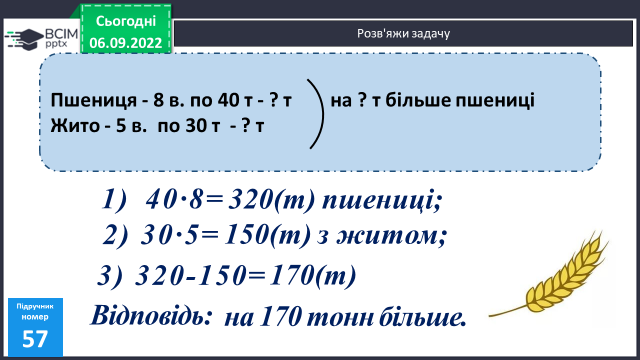 Сьогодні
06.09.2022
BCIM
pptx
Розв'яжи задачу
Пшениця - 8 в. по 40 т - ? т на ? т більше пшениці
Жито - 5 в. по 30 т - ? т
1) 40·8= 320(т) пшениці;
2) 30·5= 150(т) з житом;
3) 320-150= 170(т)
Відповідь: на 170 тонн більше.
Підручник
номер
57